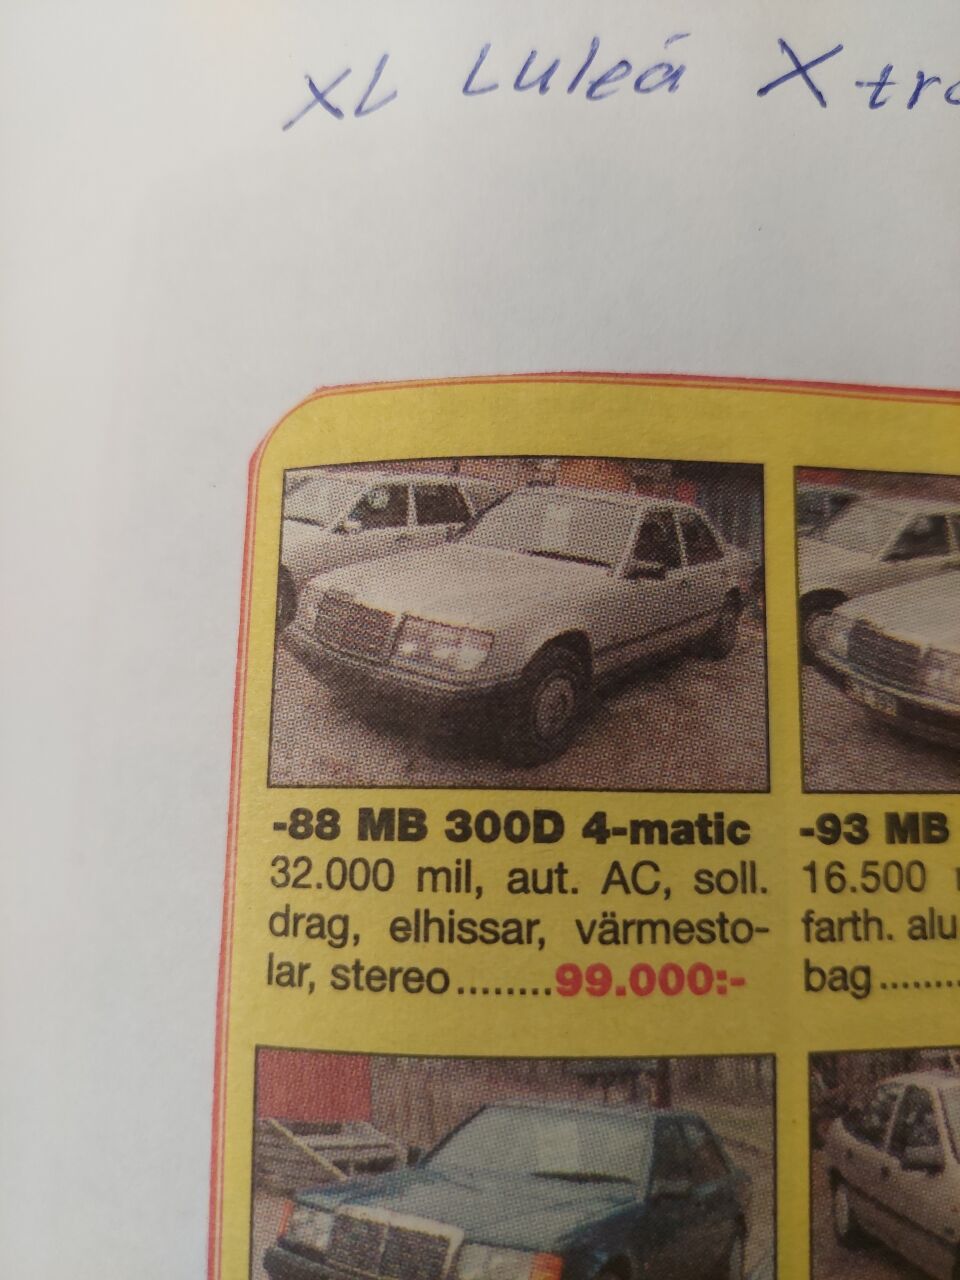 XL Luleå Xtra
-88 MB 300D 4-matic
32.000 mil, aut. AC, soll.
drag, elhissar, värmesto-
lar, stereo........99.000:-
-93 MB
16.500
farth. alu
bag........